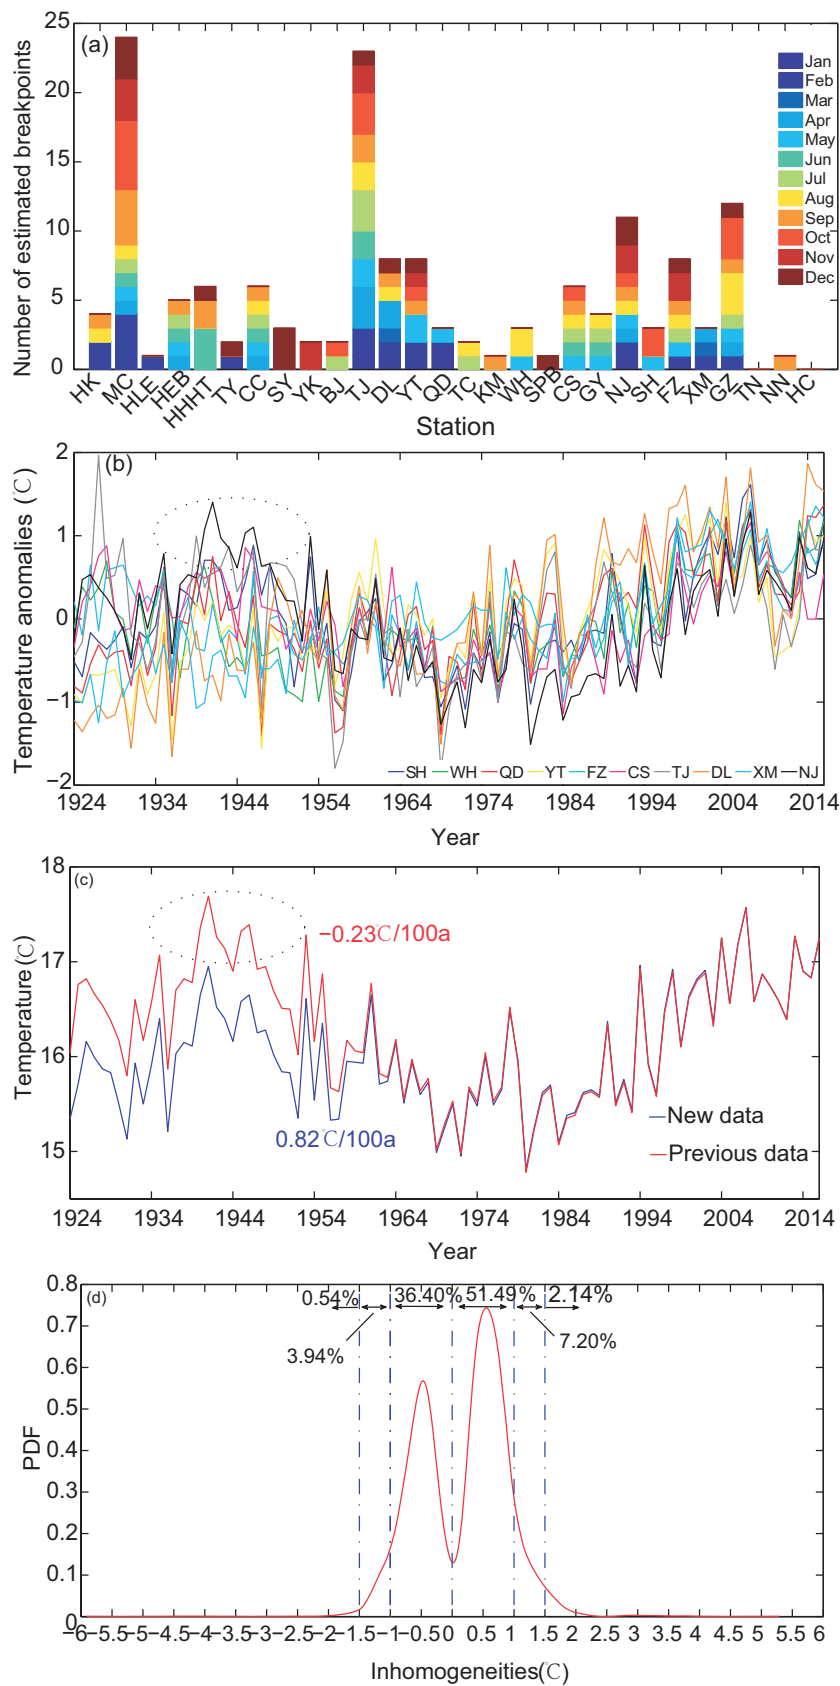 (a)
Number of estimated breakpoints
25
20
15
10
5
0
Jan
Feb
Mar
Apr
May
Jun
Jul
Aug
Sep
Oct
Nov
Dec
HK MC HLE HEB HHHT TY CC SY YK BJ TJ DL YT QD TC KM WH SPB CS GY NJ SH FZ XM GZ TN NN HC
Station
(b)
Temperature anomalies (℃)
2
1
0
−1
−2
SH WH QD YT FZ CS TJ DL XM NJ
1924 1934 1944 1954 1964 1974 1984 1994 2004 2014
Year
(c)
Temperature(℃)
18
17
16
15
−0.23℃/100a
0.82℃/100a
New data
Previous data
1924 1934 1944 1954 1964 1974 1984 1994 2004 2014
Year
(d)
PDF
0.8
0.7
0.6
0.5
0.4
0.3
0.2
0.1
0
0.54% 36.40% 51.49% 2.14%
3.94% 7.20%
−6 −5.5 −5 −4.5 −4 −3.5 −3 −2.5 −2 −1.5 −1 −0.5 0 0.5 1 1.5 2 2.5 3 3.5 4 4.5 5 5.5 6
Inhomogeneities(℃)